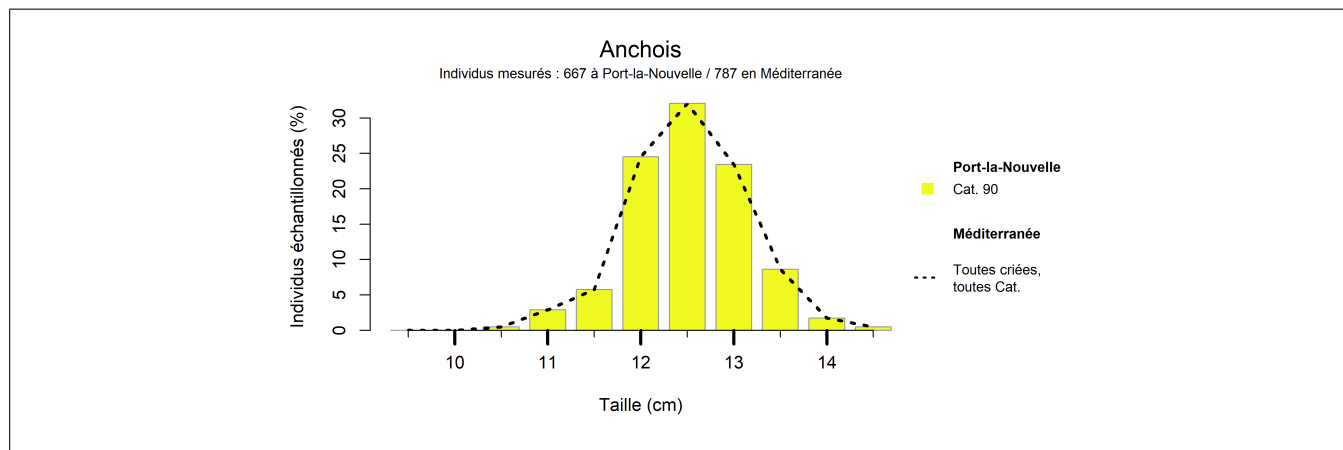 Anchois
Individus mesurés : 667 à Port-la-Nouvelle / 787 en Méditerranée
Individus échantillonnés (%)
30
25
20
15
10
5
0
10 11 12 13 14
Taille (cm)
Port-la-Nouvelle
Cat. 90
Méditerranée
Toutes criées,
toutes Cat.